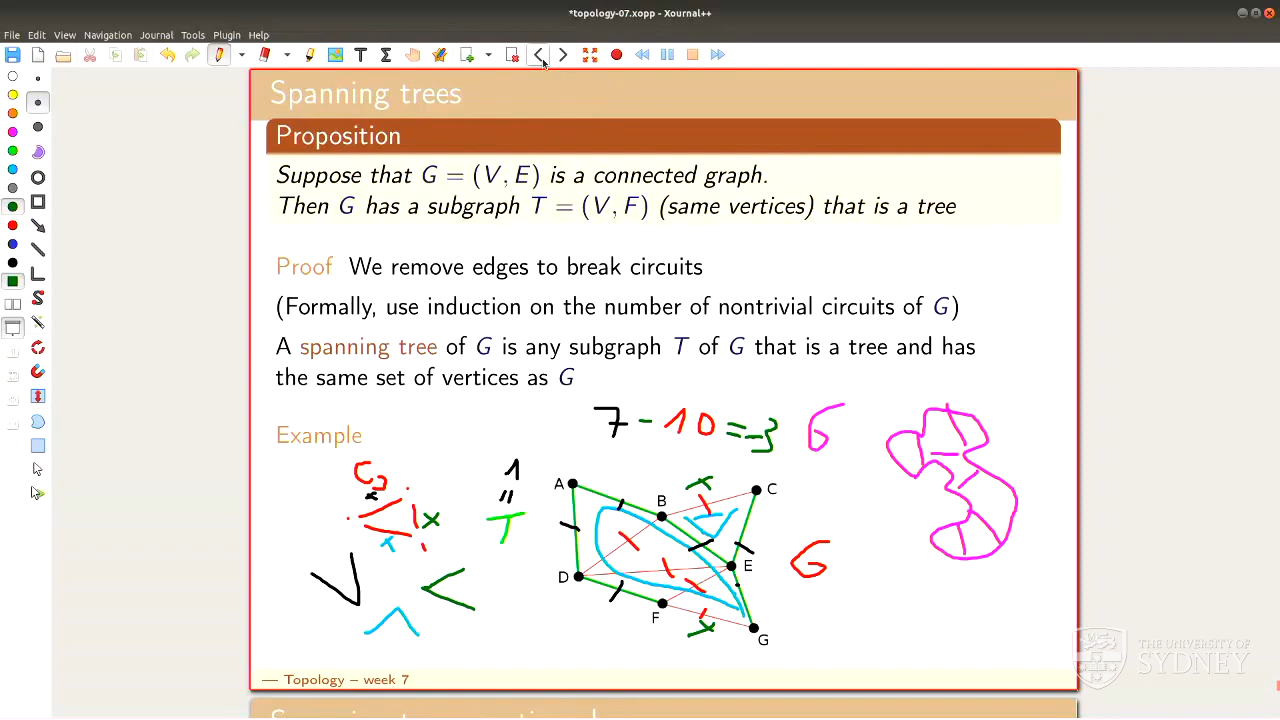 *topology-07.xopp - Xournal++
File Edit View Navigation Journal Tools Plugin Help
Spanning trees
Proposition
Suppose that G = (V, E) is a connected graph.
Then G has a subgraph T = (V, F) (same vertices) that is a tree
Proof We remove edges to break circuits
(Formally, use induction on the number of nontrivial circuits of G)
A spanning tree of G is any subgraph T of G that is a tree and has
the same set of vertices as G
7 - 10 = -3 G
Example
C3
x
x
x
1
=
T
x
A
B
C
D
E
F
G
x
G
THE UNIVERSITY OF
SYDNEY
— Topology – week 7